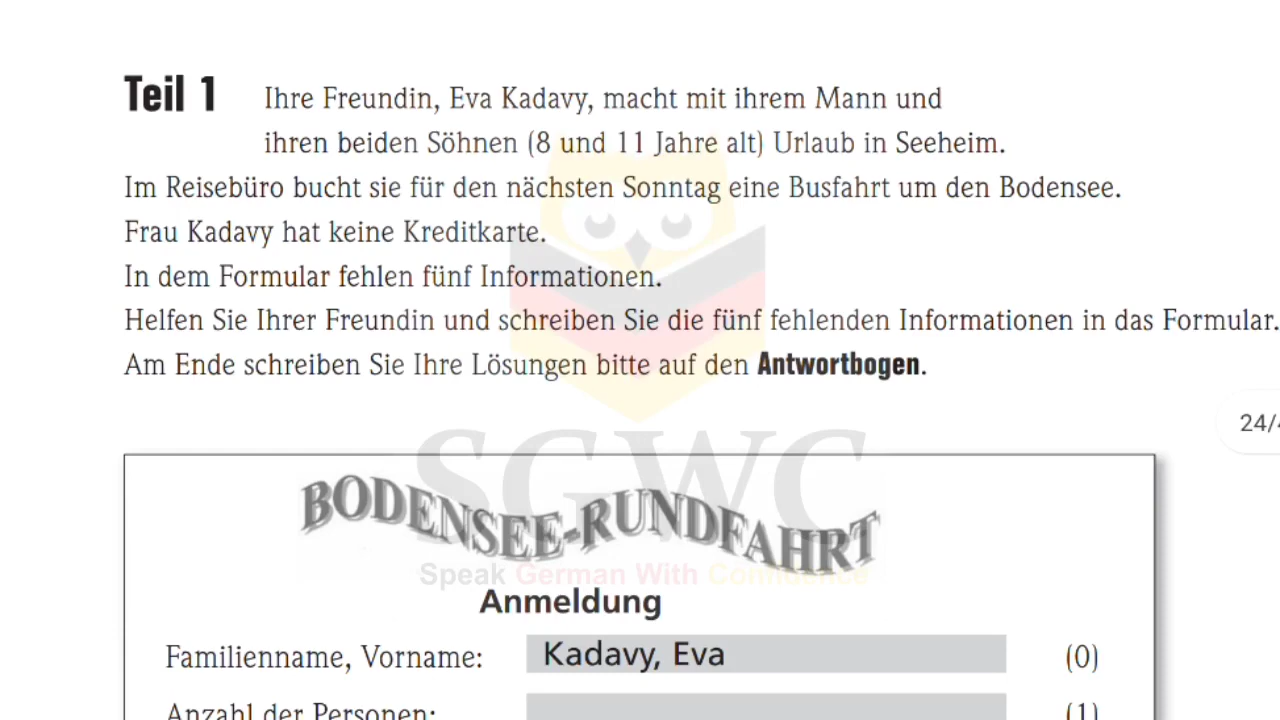 Teil 1 Ihre Freundin, Eva Kadavy, macht mit ihrem Mann und
ihren beiden Söhnen (8 und 11 Jahre alt) Urlaub in Seeheim.
Im Reisebüro bucht sie für den nächsten Sonntag eine Busfahrt um den Bodensee.
Frau Kadavy hat keine Kreditkarte.
In dem Formular fehlen fünf Informationen.
Helfen Sie Ihrer Freundin und schreiben Sie die fünf fehlenden Informationen in das Formular.
Am Ende schreiben Sie Ihre Lösungen bitte auf den Antwortbogen.
24/
SGWC
BODENSEE-RUNDFAHRT
Speak German With Confidence
Anmeldung
Familienname, Vorname: Kadavy, Eva (0)
Anzahl der Personen: (1)